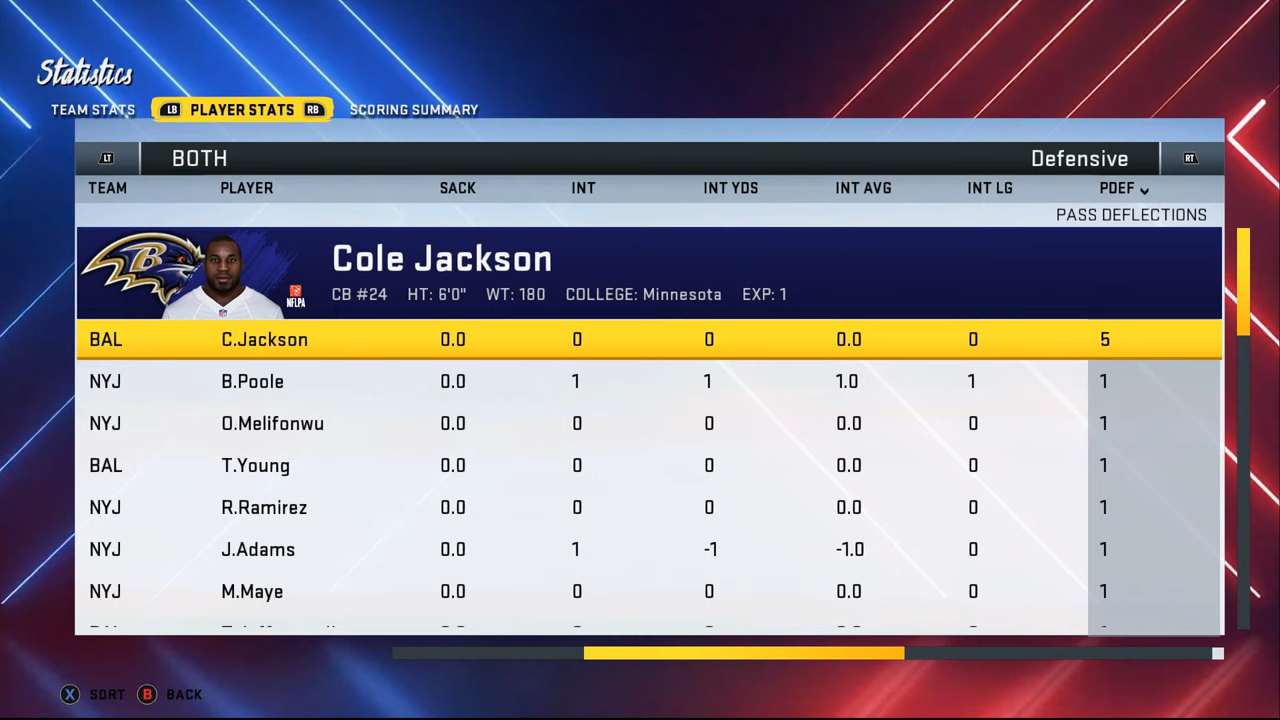 Statistics
TEAM STATS LB PLAYER STATS RB SCORING SUMMARY
LT BOTH Defensive RT
TEAM PLAYER SACK INT INT YDS INT AVG INT LG PDEF
PASS DEFLECTIONS
B
Cole Jackson
CB #24 HT: 6'0" WT: 180 COLLEGE: Minnesota EXP: 1
NFLPA
BAL C.Jackson 0.0 0 0 0.0 0 5
NYJ B.Poole 0.0 1 1 1.0 1 1
NYJ O.Melifonwu 0.0 0 0 0.0 0 1
BAL T.Young 0.0 0 0 0.0 0 1
NYJ R.Ramirez 0.0 0 0 0.0 0 1
NYJ J.Adams 0.0 1 -1 -1.0 0 1
NYJ M.Maye 0.0 0 0 0.0 0 1
X SORT B BACK